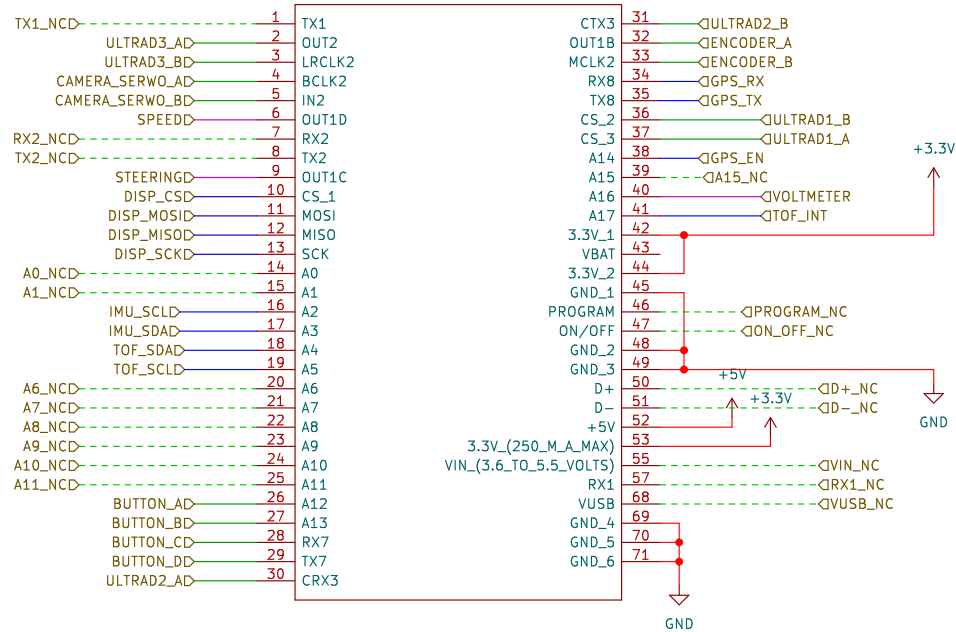 TX1_NC 1 TX1 CTX3 31 ULTRAD2_B
ULTRAD3_A 2 OUT2 OUT1B 32 ENCODER_A
ULTRAD3_B 3 LRCLK2 MCLK2 33 ENCODER_B
CAMERA_SERWO_A 4 BCLK2 RX8 34 GPS_RX
CAMERA_SERWO_B 5 IN2 TX8 35 GPS_TX
SPEED 6 OUT1D CS_2 36 ULTRAD1_B
RX2_NC 7 RX2 CS_3 37 ULTRAD1_A
+3.3V
TX2_NC 8 TX2 A14 38 GPS_EN
STEERING 9 OUT1C A15 39 A15_NC
DISP_CS 10 CS_1 A16 40 VOLTMETER
DISP_MOSI 11 MOSI A17 41 TOF_INT
DISP_MISO 12 MISO 3.3V_1 42
DISP_SCK 13 SCK VBAT 43
A0_NC 14 A0 3.3V_2 44
A1_NC 15 A1 GND_1 45
IMU_SCL 16 A2 PROGRAM 46 PROGRAM_NC
IMU_SDA 17 A3 ON/OFF 47 ON_OFF_NC
TOF_SDA 18 A4 GND_2 48
TOF_SCL 19 A5 GND_3 49
+5V
A6_NC 20 A6 D+ 50 D+_NC
+3.3V
A7_NC 21 A7 D- 51 D-_NC
GND
A8_NC 22 A8 +5V 52
A9_NC 23 A9 3.3V_(250_M_A_MAX) 53
A10_NC 24 A10 VIN_(3.6_TO_5.5_VOLTS) 55 VIN_NC
A11_NC 25 A11 RX1 57 RX1_NC
BUTTON_A 26 A12 VUSB 68 VUSB_NC
BUTTON_B 27 A13 GND_4 69
BUTTON_C 28 RX7 GND_5 70
BUTTON_D 29 TX7 GND_6 71
ULTRAD2_A 30 CRX3
GND